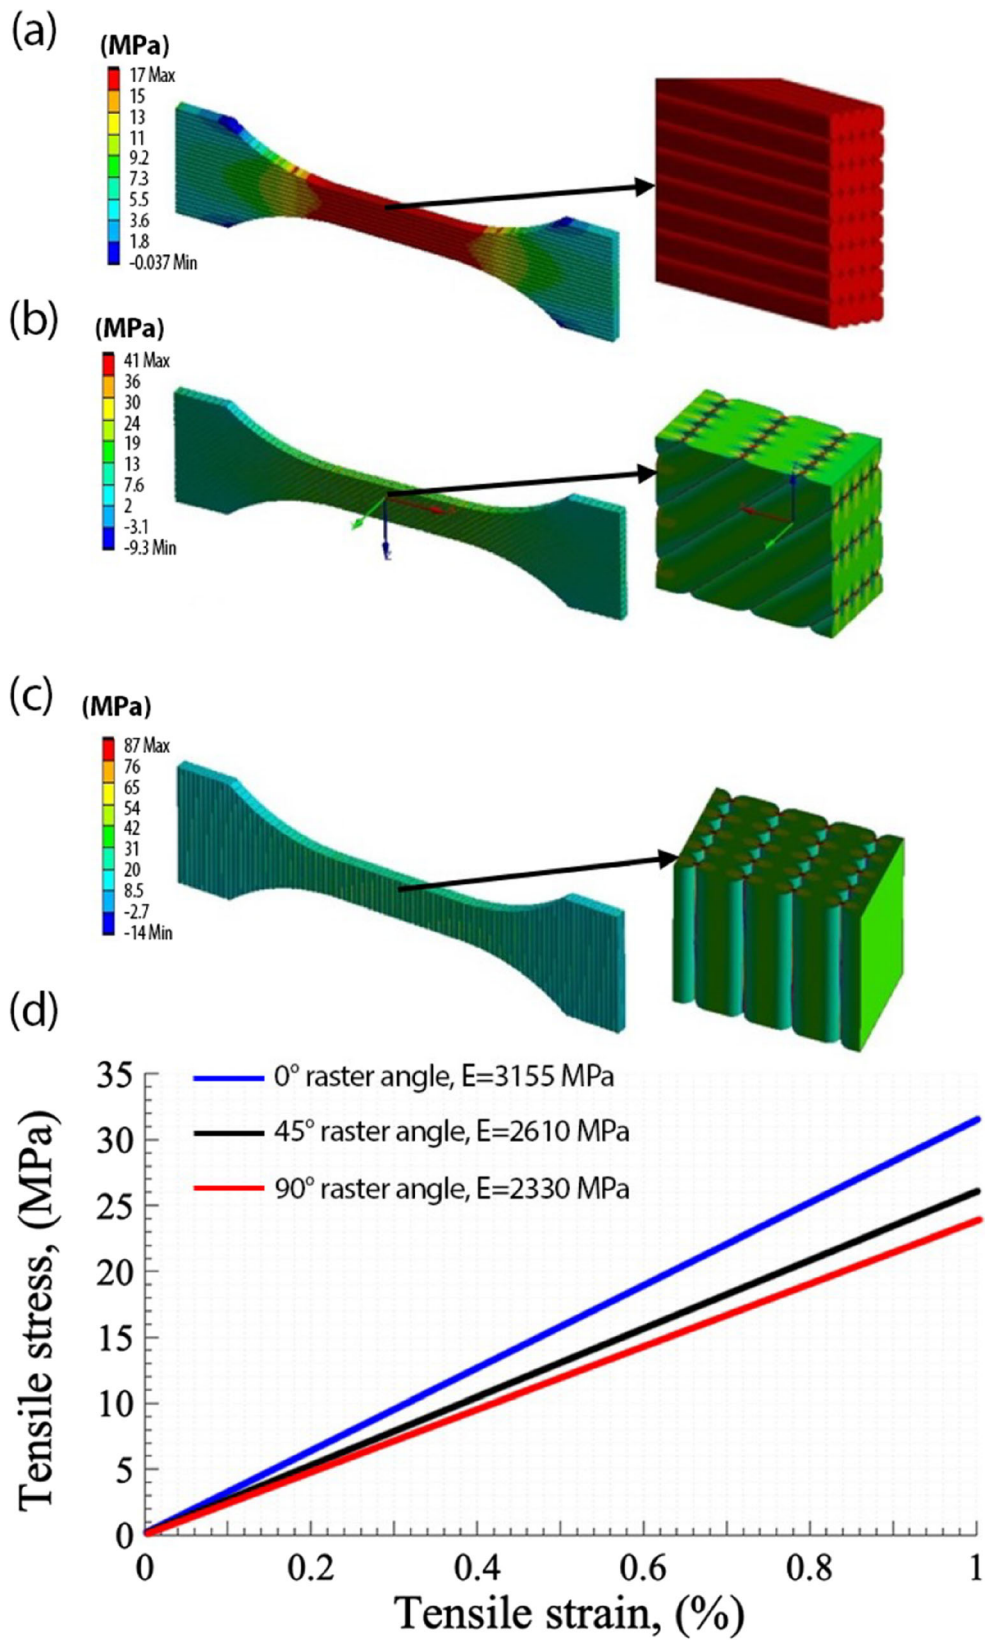 (a)
(MPa)
17 Max
15
13
11
9.2
7.3
5.5
3.6
1.8
-0.037 Min
(b)
(MPa)
41 Max
36
30
24
19
13
7.6
2
-3.1
-9.3 Min
(c)
(MPa)
87 Max
76
65
54
42
31
20
8.5
-2.7
-14 Min
(d)
35
30
25
20
15
10
5
0
Tensile stress, (MPa)
0° raster angle, E=3155 MPa
45° raster angle, E=2610 MPa
90° raster angle, E=2330 MPa
0
0.2
0.4
0.6
0.8
1
Tensile strain, (%)